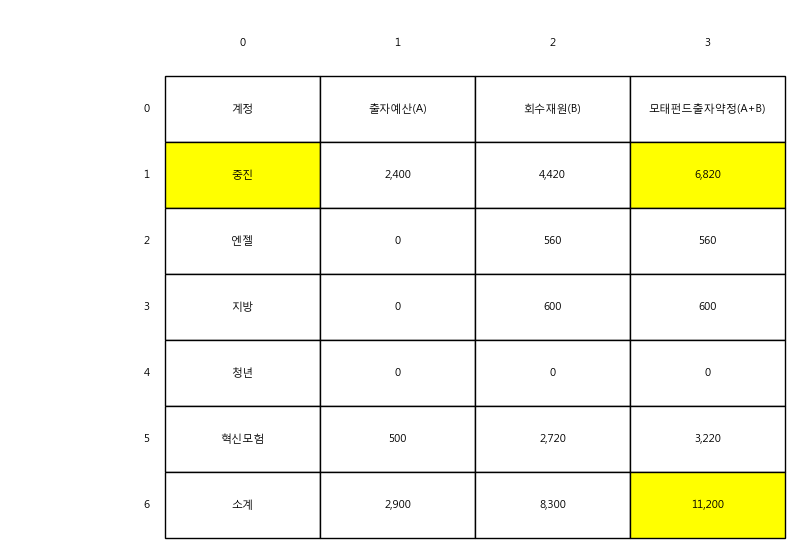 0 1 2 3
0 계정 출자예산(A) 회수재원(B) 모태펀드출자약정(A+B)
1 중진 2,400 4,420 6,820
2 엔젤 0 560 560
3 지방 0 600 600
4 청년 0 0 0
5 혁신모험 500 2,720 3,220
6 소계 2,900 8,300 11,200